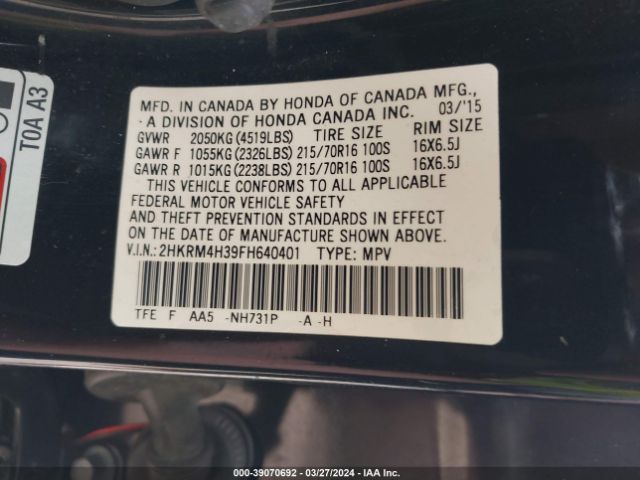 MFD. IN CANADA BY HONDA OF CANADA MFG.,
- A DIVISION OF HONDA CANADA INC. 03/'15
GVWR 2050KG(4519LBS) TIRE SIZE RIM SIZE
GAWR F 1055KG(2326LBS) 215/70R16 100S 16X6.5J
GAWR R 1015KG(2238LBS) 215/70R16 100S 16X6.5J
THIS VEHICLE CONFORMS TO ALL APPLICABLE
FEDERAL MOTOR VEHICLE SAFETY
AND THEFT PREVENTION STANDARDS IN EFFECT
ON THE DATE OF MANUFACTURE SHOWN ABOVE.
V.I.N.: 2HKRM4H39FH640401 TYPE: MPV
TFE F AA5 -NH731P -A -H
T0A A3
000-39070692 - 03/27/2024 - IAA Inc.